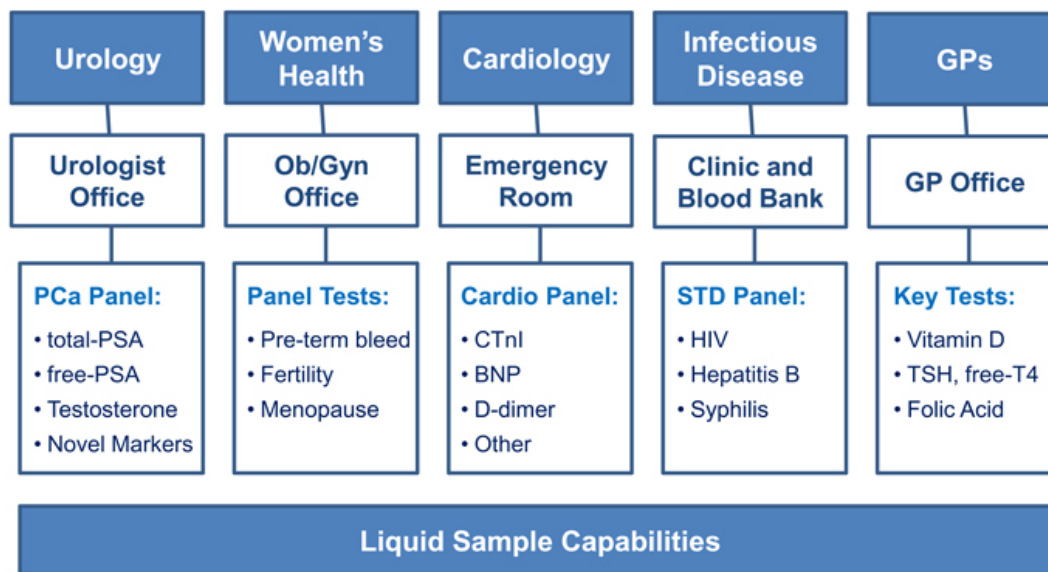 Urology
Women's
Health
Cardiology
Infectious
Disease
GPs
Urologist
Office
Ob/Gyn
Office
Emergency
Room
Clinic and
Blood Bank
GP Office
PCa Panel:
• total-PSA
• free-PSA
• Testosterone
• Novel Markers
Panel Tests:
• Pre-term bleed
• Fertility
• Menopause
Cardio Panel:
• CTnI
• BNP
• D-dimer
• Other
STD Panel:
• HIV
• Hepatitis B
• Syphilis
Key Tests:
• Vitamin D
• TSH, free-T4
• Folic Acid
Liquid Sample Capabilities